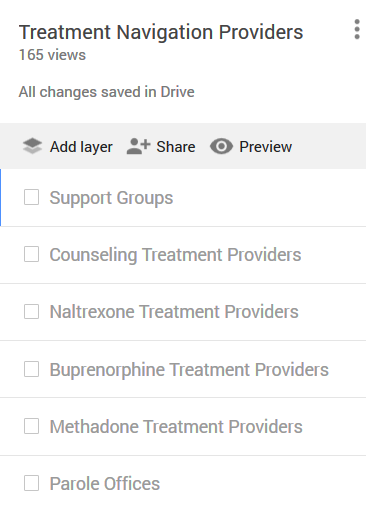 Treatment Navigation Providers
165 views
All changes saved in Drive
Add layer Share Preview
Support Groups
Counseling Treatment Providers
Naltrexone Treatment Providers
Buprenorphine Treatment Providers
Methadone Treatment Providers
Parole Offices